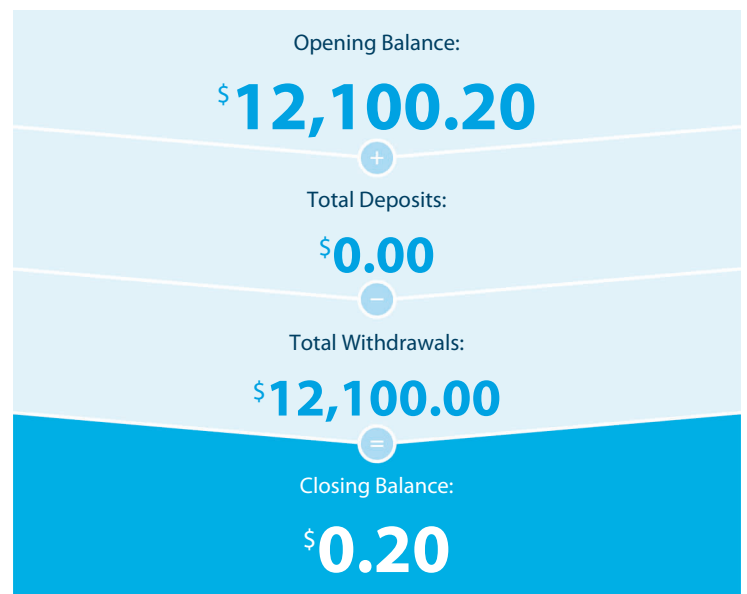 Opening Balance:
$12,100.20
+
Total Deposits:
$0.00
−
Total Withdrawals:
$12,100.00
=
Closing Balance:
$0.20